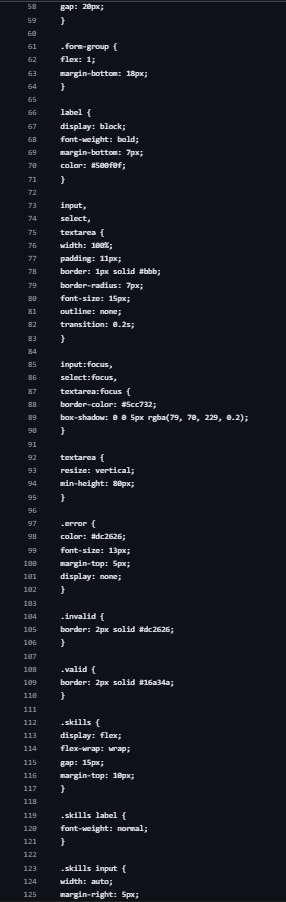 58 gap: 20px;
59 }
60
61 .form-group {
62 flex: 1;
63 margin-bottom: 18px;
64 }
65
66 label {
67 display: block;
68 font-weight: bold;
69 margin-bottom: 7px;
70 color: #500f0f;
71 }
72
73 input,
74 select,
75 textarea {
76 width: 100%;
77 padding: 11px;
78 border: 1px solid #bbb;
79 border-radius: 7px;
80 font-size: 15px;
81 outline: none;
82 transition: 0.2s;
83 }
84
85 input:focus,
86 select:focus,
87 textarea:focus {
88 border-color: #5cc732;
89 box-shadow: 0 0 5px rgba(79, 70, 229, 0.2);
90 }
91
92 textarea {
93 resize: vertical;
94 min-height: 80px;
95 }
96
97 .error {
98 color: #dc2626;
99 font-size: 13px;
100 margin-top: 5px;
101 display: none;
102 }
103
104 .invalid {
105 border: 2px solid #dc2626;
106 }
107
108 .valid {
109 border: 2px solid #16a34a;
110 }
111
112 .skills {
113 display: flex;
114 flex-wrap: wrap;
115 gap: 15px;
116 margin-top: 10px;
117 }
118
119 .skills label {
120 font-weight: normal;
121 }
122
123 .skills input {
124 width: auto;
125 margin-right: 5px;